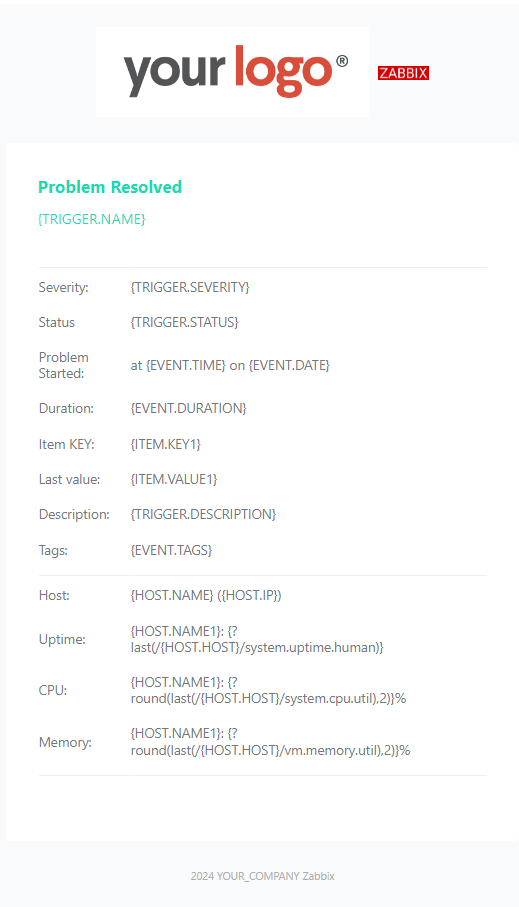 your logo®
ZABBIX
Problem Resolved
{TRIGGER.NAME}
Severity: {TRIGGER.SEVERITY}
Status {TRIGGER.STATUS}
Problem
Started: at {EVENT.TIME} on {EVENT.DATE}
Duration: {EVENT.DURATION}
Item KEY: {ITEM.KEY1}
Last value: {ITEM.VALUE1}
Description: {TRIGGER.DESCRIPTION}
Tags: {EVENT.TAGS}
Host: {HOST.NAME} ({HOST.IP})
Uptime: {HOST.NAME1}: {?
last(/{HOST.HOST}/system.uptime.human)}
CPU: {HOST.NAME1}: {?
round(last(/{HOST.HOST}/system.cpu.util),2)}%
Memory: {HOST.NAME1}: {?
round(last(/{HOST.HOST}/vm.memory.util),2)}%
2024 YOUR_COMPANY Zabbix